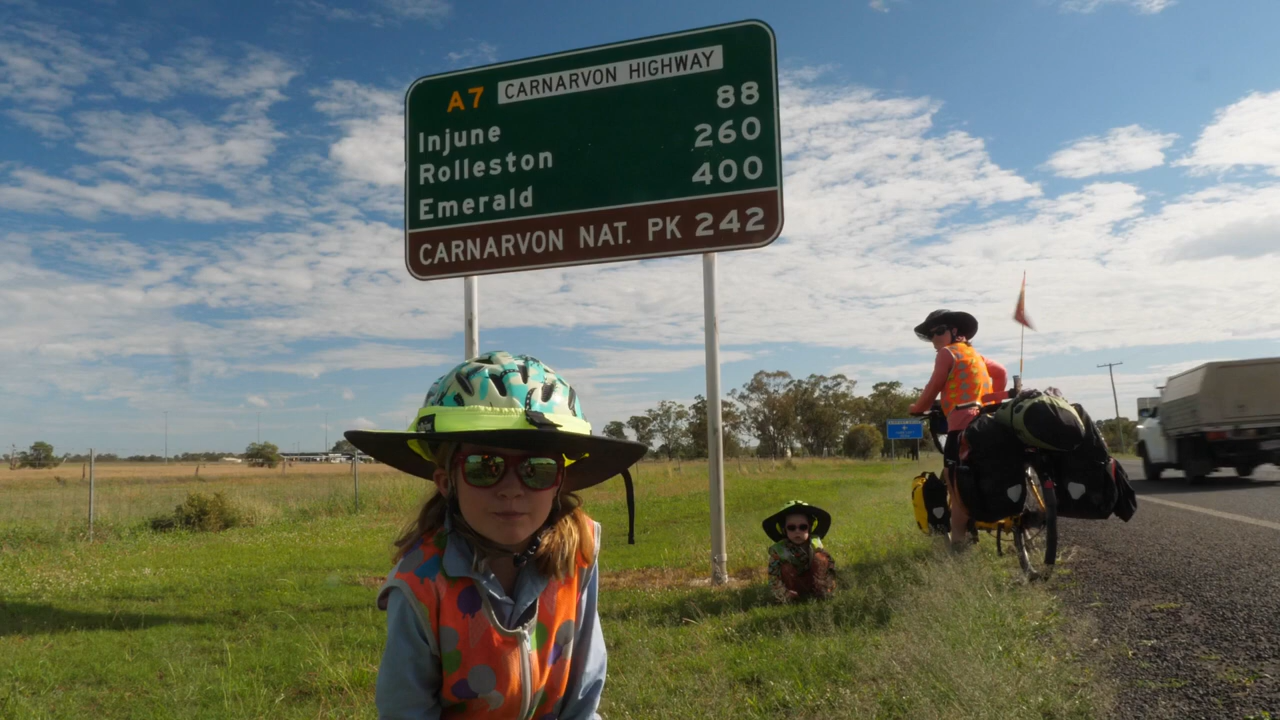 A7 CARNARVON HIGHWAY
88
Injune
Rolleston 260
Emerald 400
CARNARVON NAT. PK 242